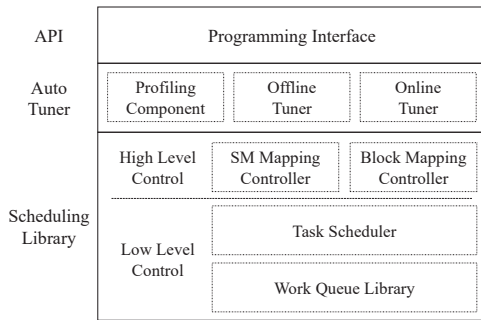 API
Programming Interface
Auto
Tuner
Profiling
Component
Offline
Tuner
Online
Tuner
Scheduling
Library
High Level
Control
SM Mapping
Controller
Block Mapping
Controller
Low Level
Control
Task Scheduler
Work Queue Library